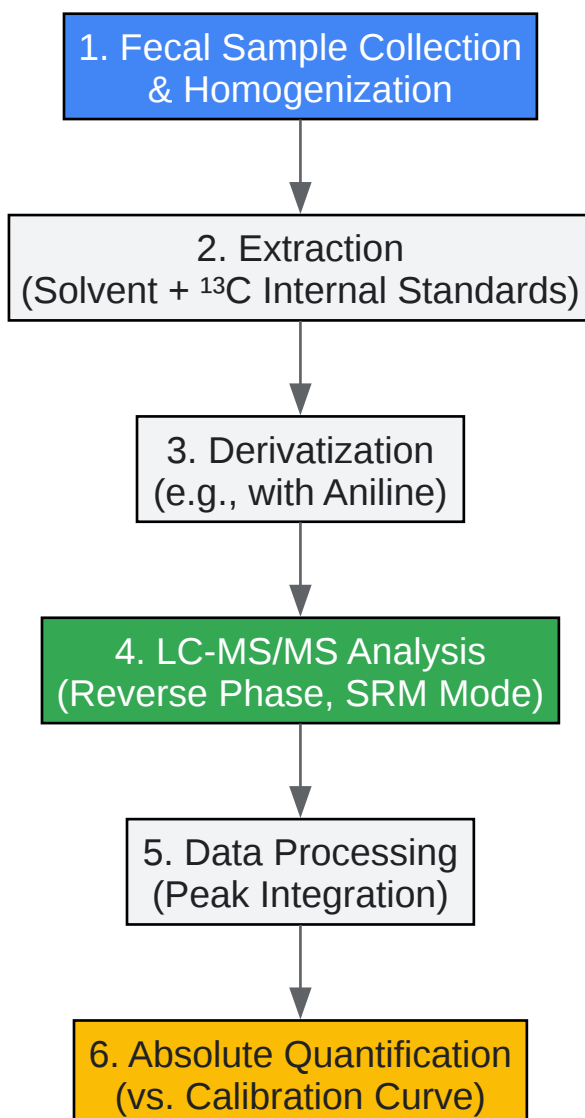 1. Fecal Sample Collection
& Homogenization
2. Extraction
(Solvent + ¹³C Internal Standards)
3. Derivatization
(e.g., with Aniline)
4. LC-MS/MS Analysis
(Reverse Phase, SRM Mode)
5. Data Processing
(Peak Integration)
6. Absolute Quantification
(vs. Calibration Curve)